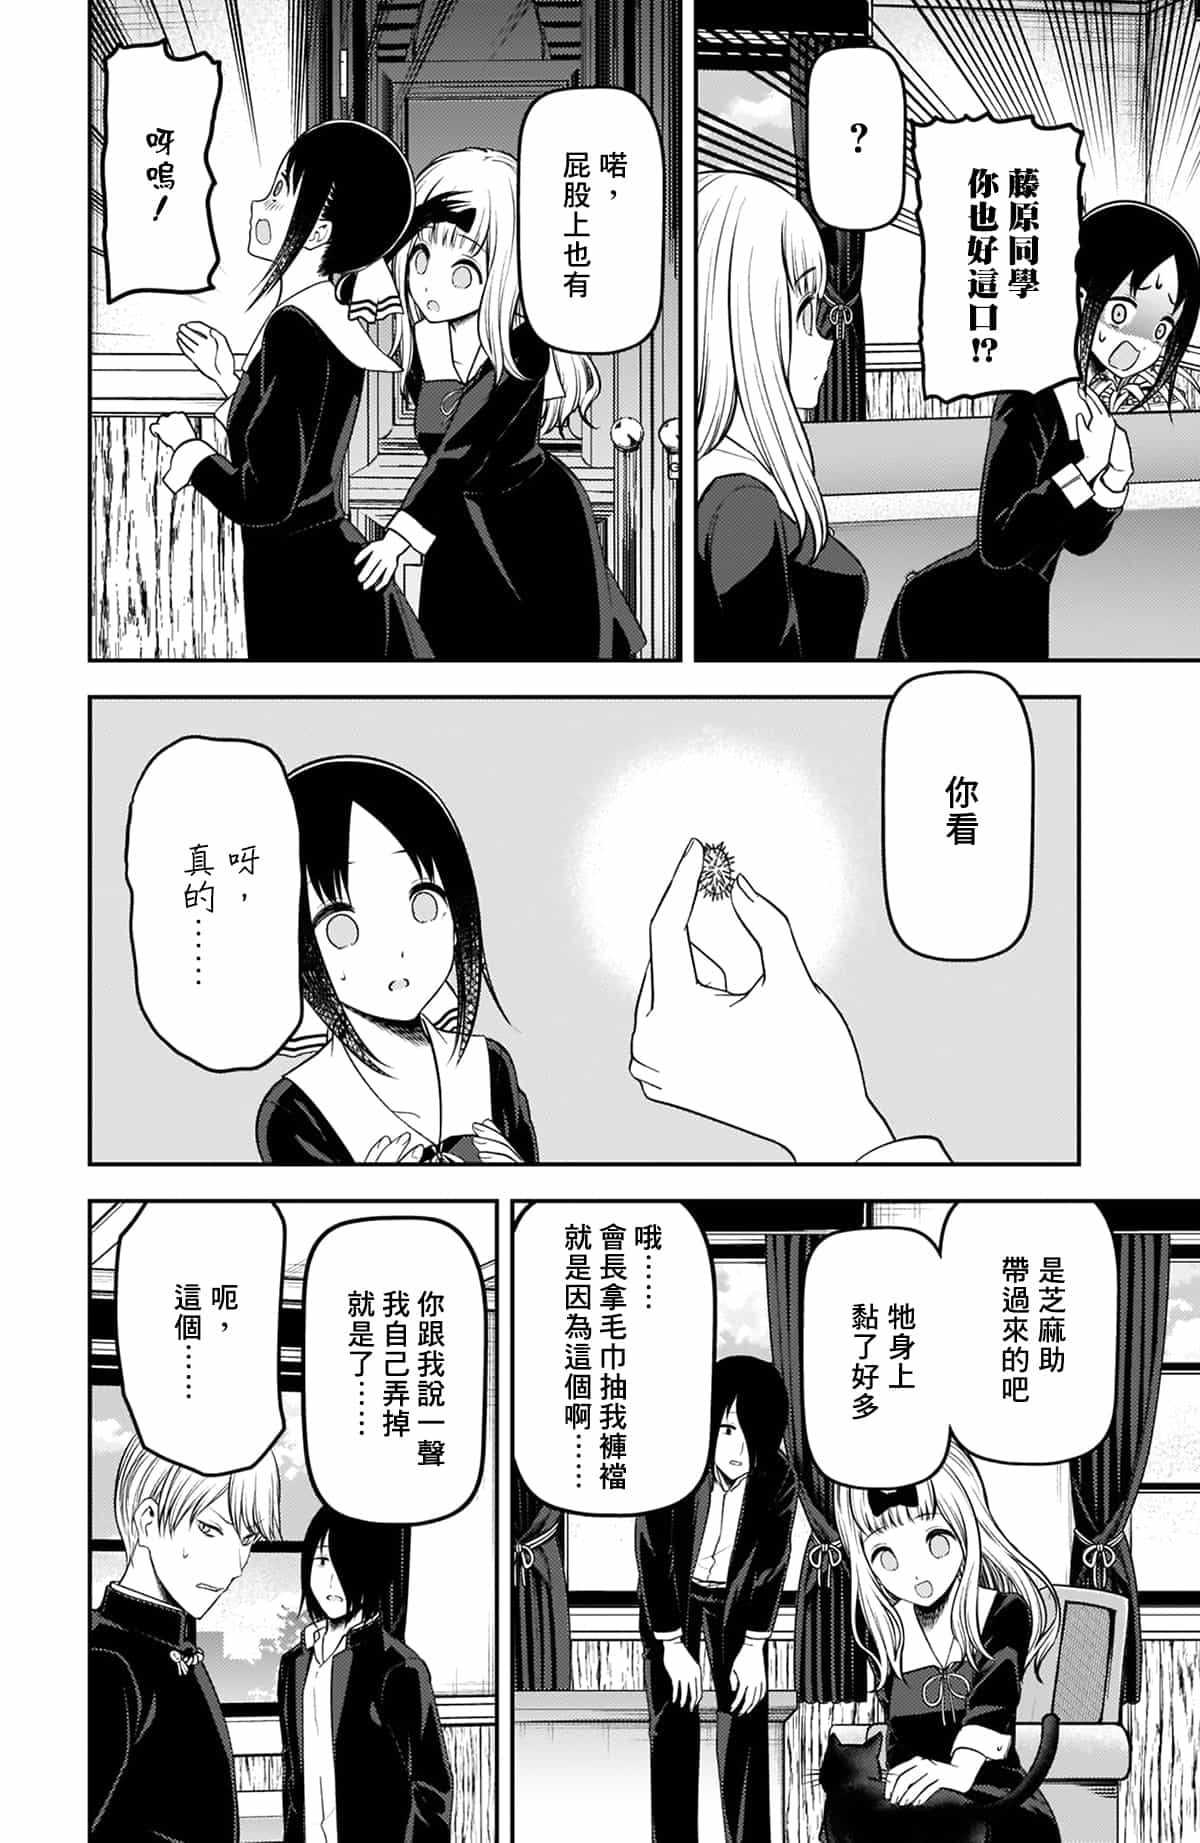 藤原同學
你也好這口!?
？
喏，
屁股上也有
呀嗚！
你看
呀，
真的……
是芝麻助
帶過來的吧
牠身上
黏了好多
哦……
會長拿毛巾抽我褲襠
就是因為這個啊……
你跟我說一聲
我自己弄掉
就是了……
呃，
這個……